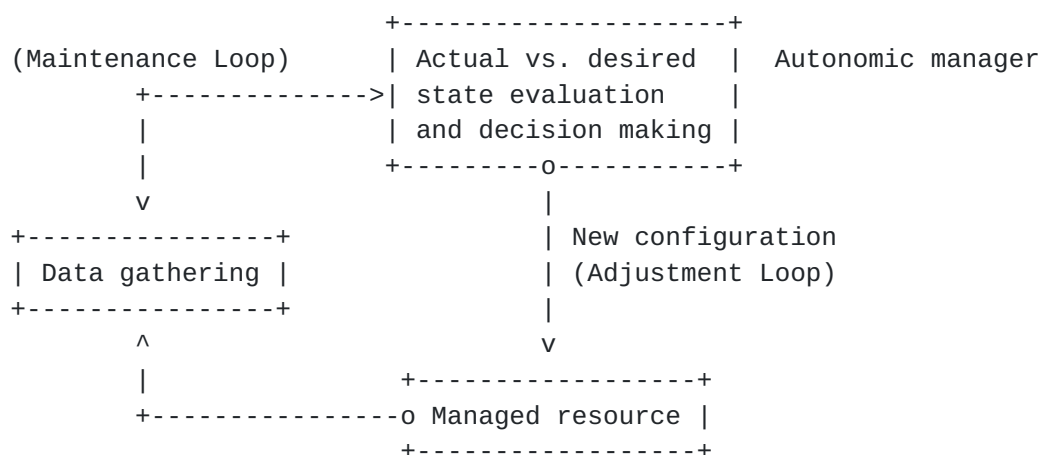 (Maintenance Loop) | Actual vs. desired | Autonomic manager
state evaluation
and decision making
New configuration
Data gathering
(Adjustment Loop)
Managed resource